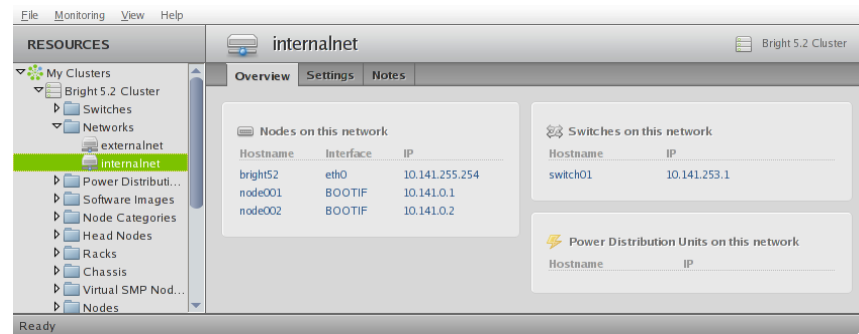 File Monitoring View Help
RESOURCES
internalnet
Bright 5.2 Cluster
My Clusters
Bright 5.2 Cluster
Switches
Networks
externalnet
internalnet
Power Distributi...
Software Images
Node Categories
Head Nodes
Racks
Chassis
Virtual SMP Nod...
Nodes
Overview Settings Notes
Nodes on this network
Hostname Interface IP
bright52 eth0 10.141.255.254
node001 BOOTIF 10.141.0.1
node002 BOOTIF 10.141.0.2
Switches on this network
Hostname IP
switch01 10.141.253.1
Power Distribution Units on this network
Hostname IP
Ready